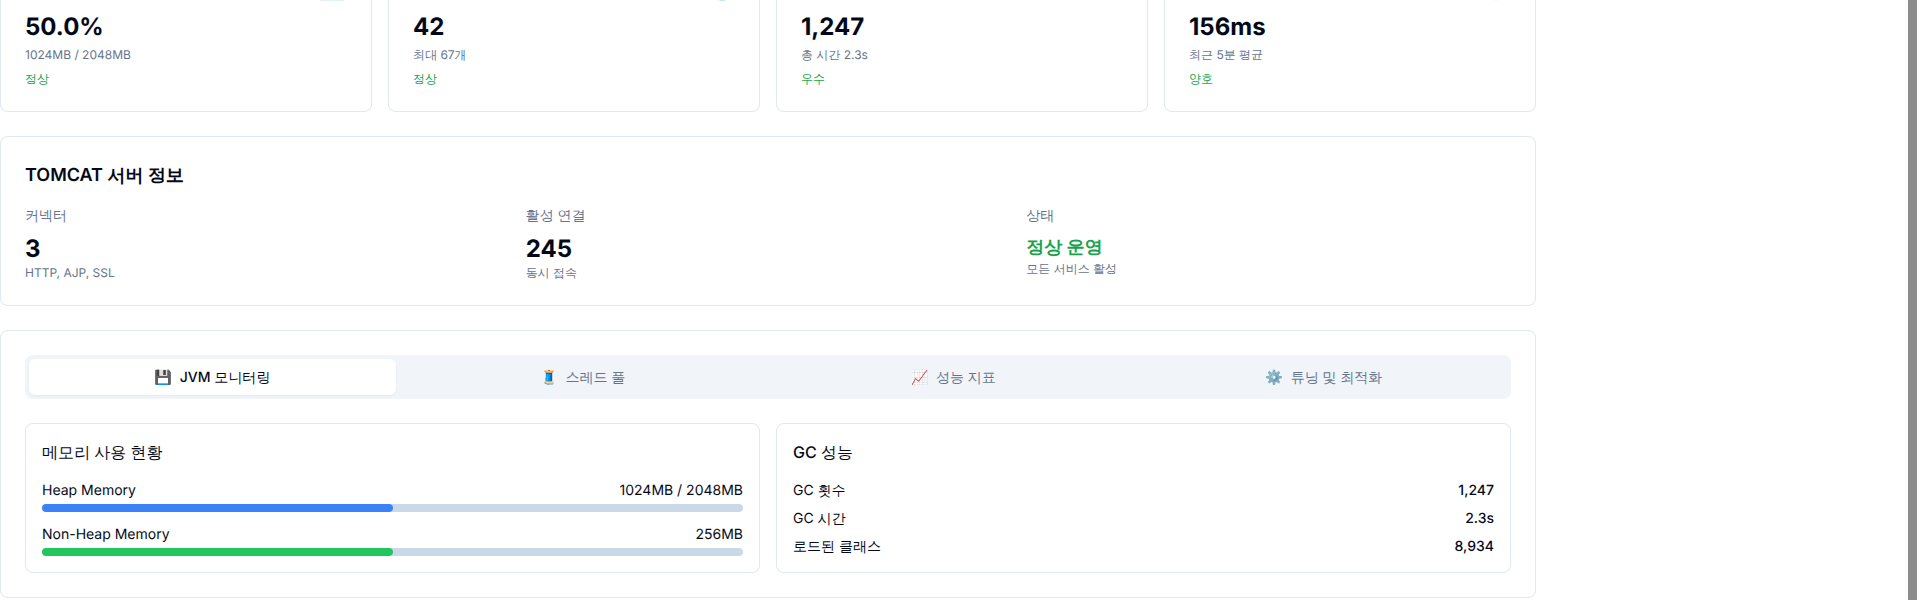 50.0%
1024MB / 2048MB
정상
42
최대 67개
정상
1,247
총 시간 2.3s
우수
156ms
최근 5분 평균
양호
TOMCAT 서버 정보
커넥터
3
HTTP, AJP, SSL
활성 연결
245
동시 접속
상태
정상 운영
모든 서비스 활성
JVM 모니터링
스레드 풀
성능 지표
튜닝 및 최적화
메모리 사용 현황
Heap Memory 1024MB / 2048MB
Non-Heap Memory 256MB
GC 성능
GC 횟수 1,247
GC 시간 2.3s
로드된 클래스 8,934